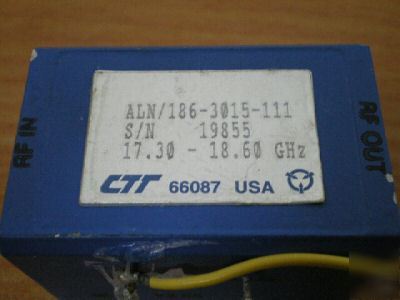 ALN/186-3015-111
S/N 19855
17.30 - 18.60 GHz
CTT 66087 USA
RF IN
RF OUT